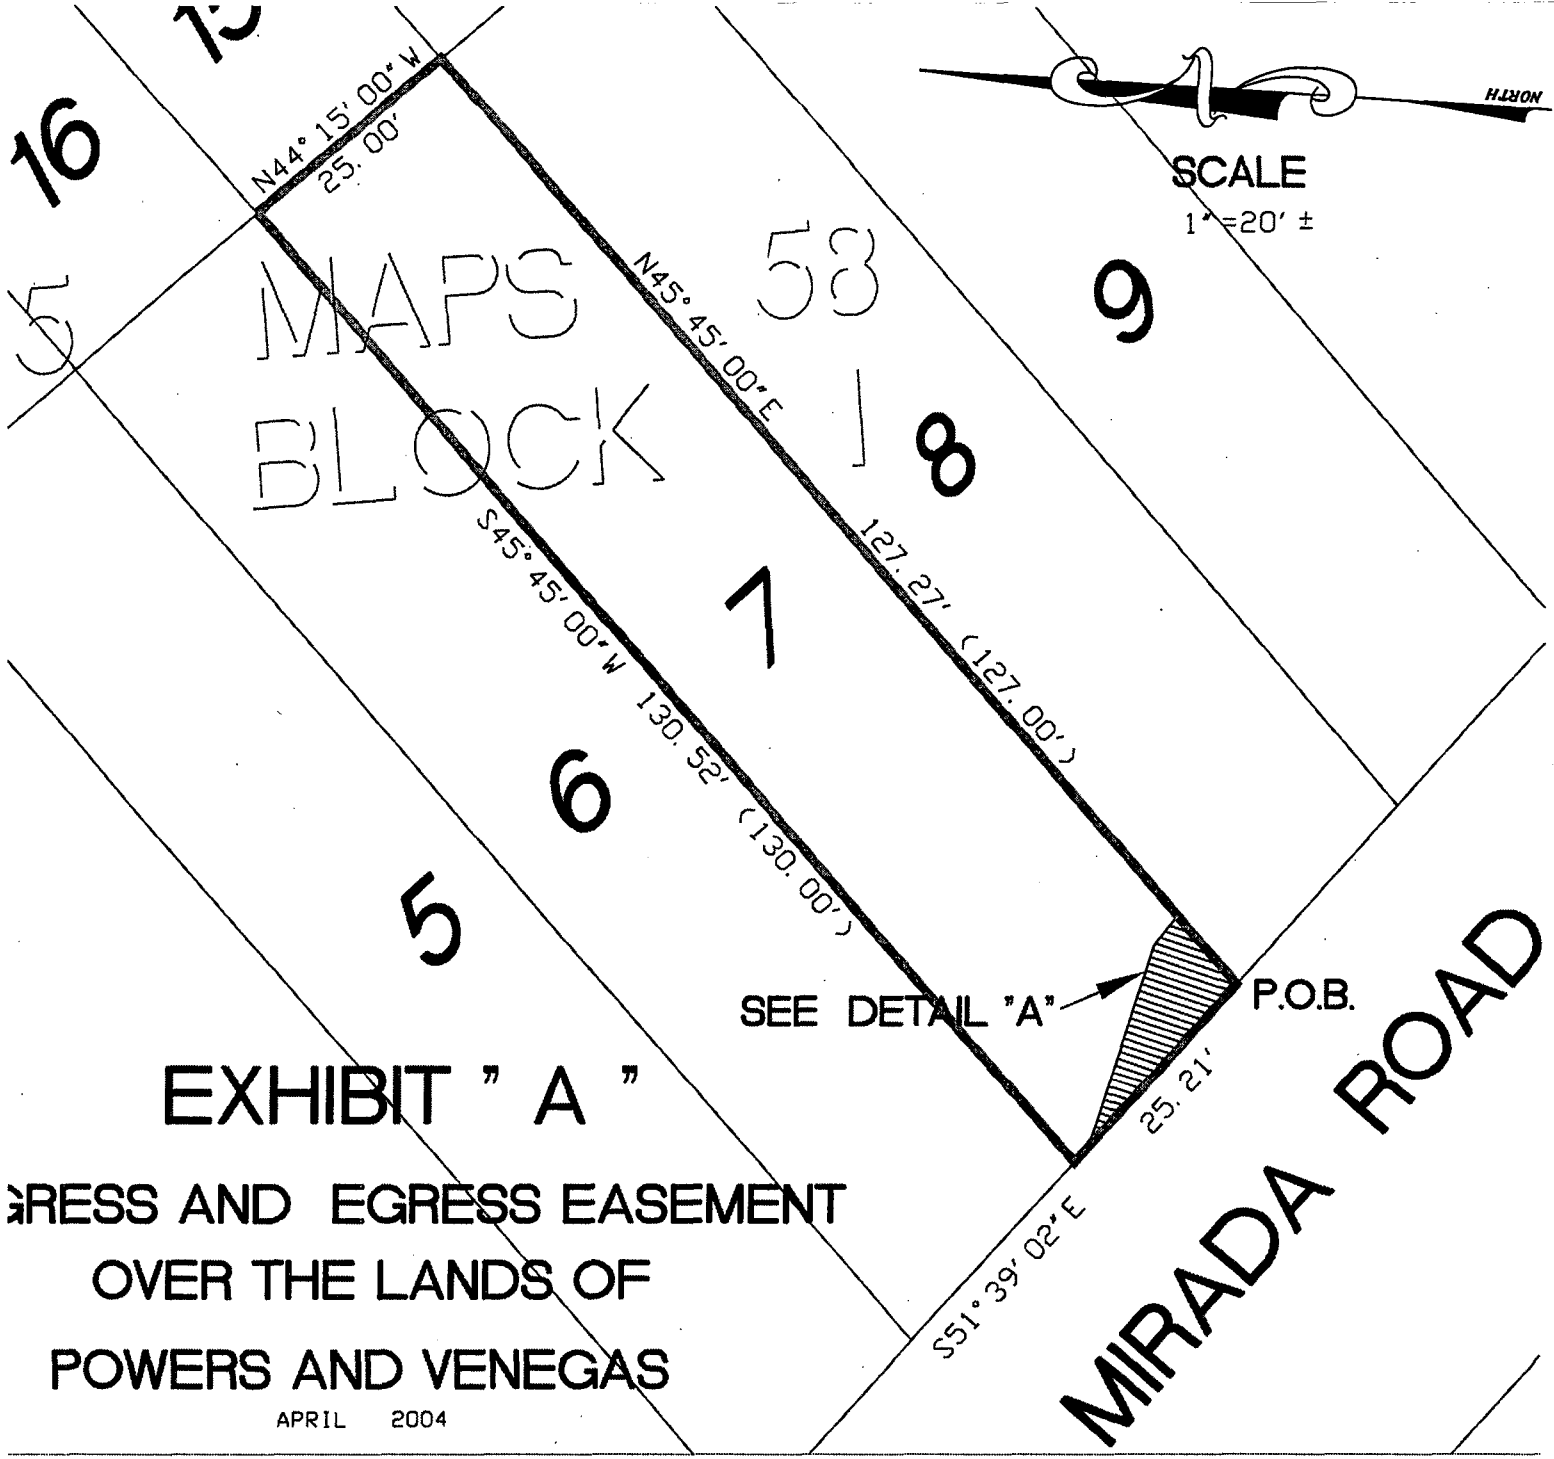 15
16
N44° 15' 00" W
25. 00'
NORTH
SCALE
1" =20' ±
5 MAPS 58
BLOCK 1
N45° 45' 00" E
127. 27' (127. 00')
9
8
7
S45° 45' 00" W 130. 52' (130. 00')
6
5
SEE DETAIL "A"
P.O.B.
25. 21'
S51° 39' 02" E
MIRADA ROAD
EXHIBIT " A "
GRESS AND EGRESS EASEMENT
OVER THE LANDS OF
POWERS AND VENEGAS
APRIL 2004